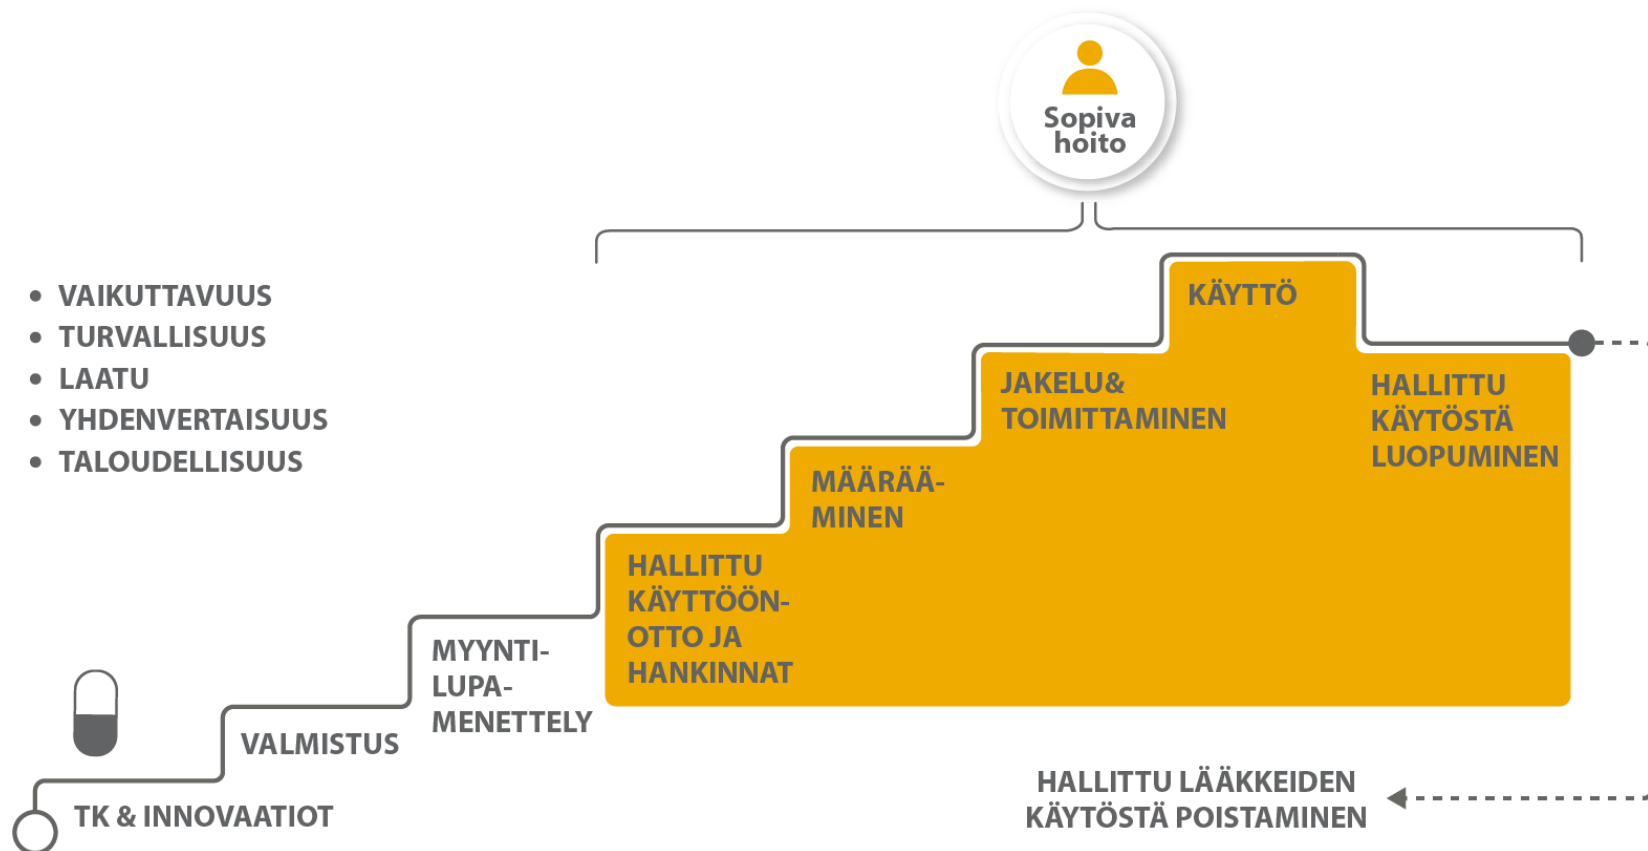 Sopiva
hoito
• VAIKUTTAVUUS
• TURVALLISUUS
• LAATU
• YHDENVERTAISUUS
• TALOUDELLISUUS
TK & INNOVAATIOT
VALMISTUS
MYYNTI-
LUPA-
MENETTELY
HALLITTU
KÄYTTÖÖN-
OTTO JA
HANKINNAT
MÄÄRÄÄ-
MINEN
JAKELU&
TOIMITTAMINEN
KÄYTTÖ
HALLITTU
KÄYTÖSTÄ
LUOPUMINEN
HALLITTU LÄÄKKEIDEN
KÄYTÖSTÄ POISTAMINEN